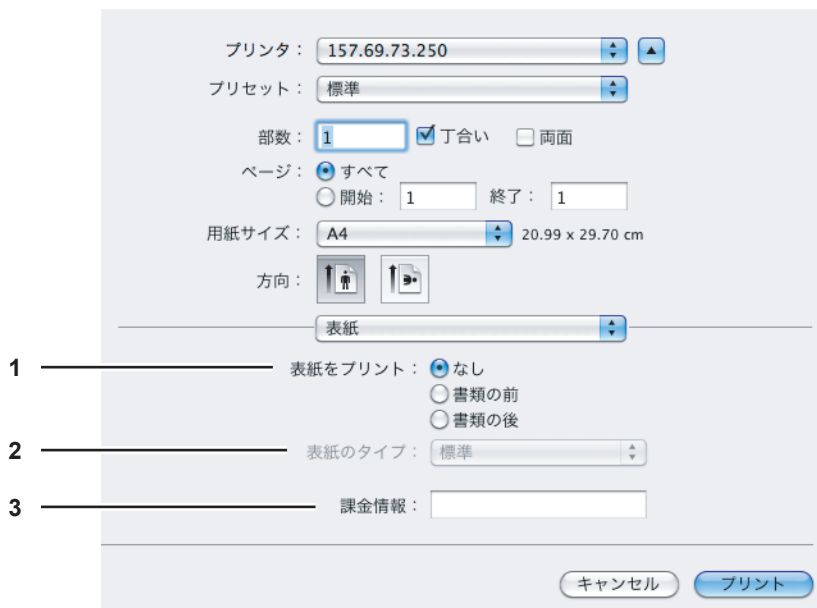 プリンタ： 157.69.73.250
プリセット： 標準
部数： 1 丁合い 両面
ページ： すべて
開始： 1 終了： 1
用紙サイズ： A4 20.99 x 29.70 cm
方向：
表紙
1 表紙をプリント： なし
書類の前
書類の後
2 表紙のタイプ： 標準
3 課金情報：
キャンセル プリント